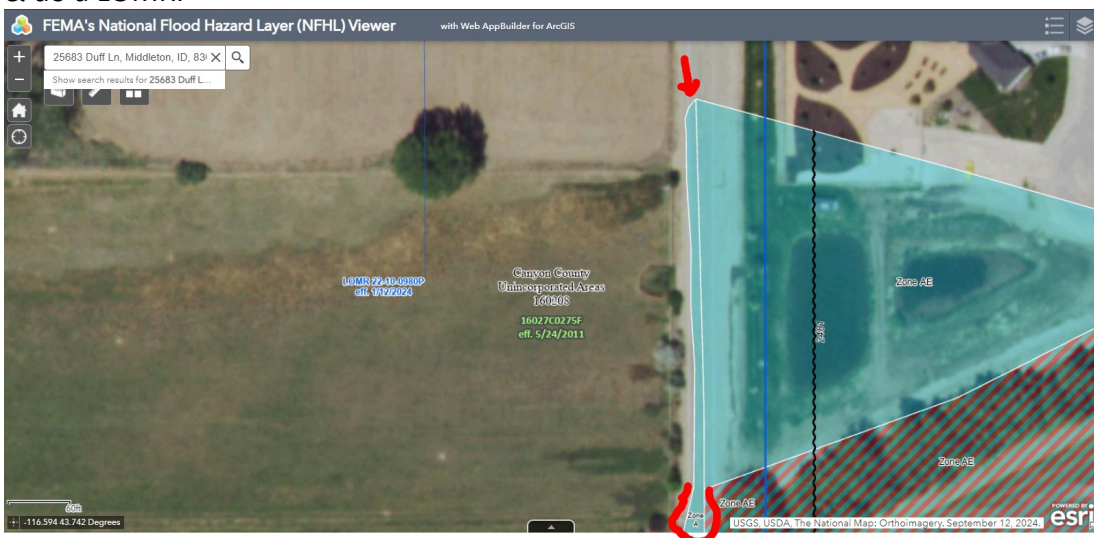 & do a LOMR.
FEMA's National Flood Hazard Layer (NFHL) Viewer with Web AppBuilder for ArcGIS
25683 Duff Ln, Middleton, ID, 83
Show search results for 25683 Duff L...
LOMR 22-10-0980P
eff. 1/12/2024
Canyon County
Unincorporated Areas
160208
16027C0275F
eff. 5/24/2011
Zone AE
Zone AE
Zone AE
Zone
A
60ft
-116.594 43.742 Degrees
USGS, USDA, The National Map: Orthoimagery. September 12, 2024.
POWERED BY
esri